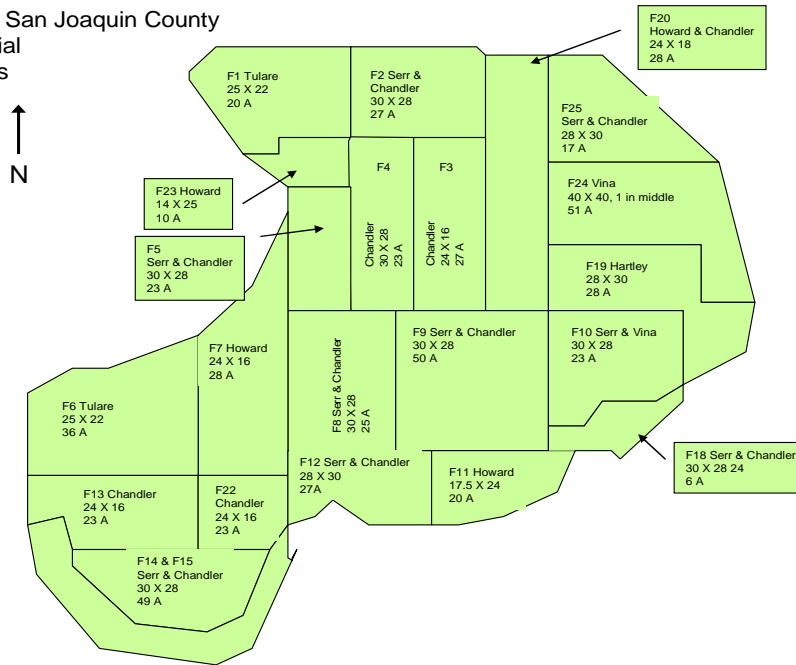 San Joaquin County
ial
s
N
F20
Howard & Chandler
24 X 18
28 A
F1 Tulare
25 X 22
20 A
F2 Serr &
Chandler
30 X 28
27 A
F25
Serr & Chandler
28 X 30
17 A
F23 Howard
14 X 25
10 A
F4
Chandler
30 X 28
23 A
F3
Chandler
24 X 16
27 A
F24 Vina
40 X 40, 1 in middle
51 A
F5
Serr & Chandler
30 X 28
23 A
F19 Hartley
28 X 30
28 A
F7 Howard
24 X 16
28 A
F8 Serr & Chandler
30 X 28
25 A
F9 Serr & Chandler
30 X 28
50 A
F10 Serr & Vina
30 X 28
23 A
F6 Tulare
25 X 22
36 A
F12 Serr & Chandler
28 X 30
27A
F11 Howard
17.5 X 24
20 A
F18 Serr & Chandler
30 X 28 24
6 A
F13 Chandler
24 X 16
23 A
F22
Chandler
24 X 16
23 A
F14 & F15
Serr & Chandler
30 X 28
49 A